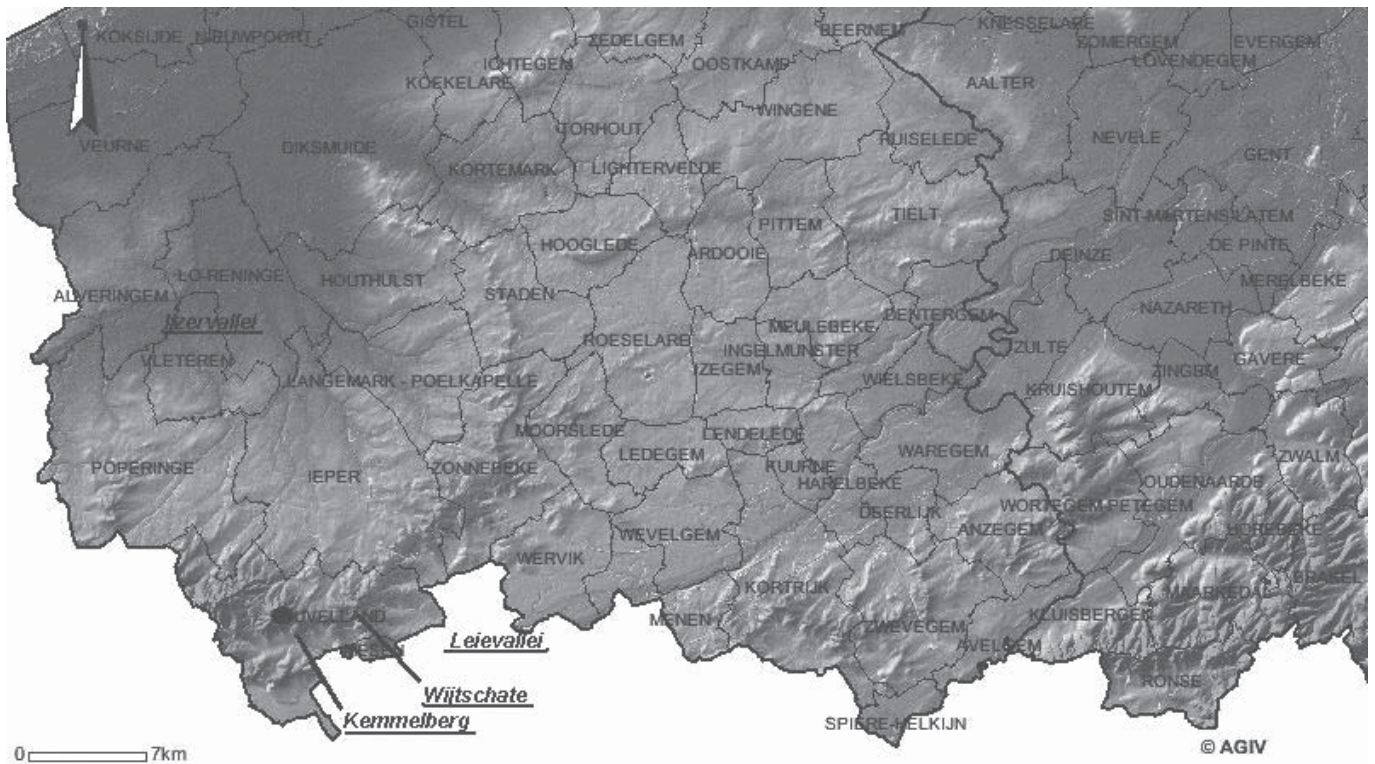 GISTEL
KOKSIJDE NIEUWPOORT
ZEDELGEM
BEERNEM
KNESSELARE
ZOMERGEM
EVERGEM
ICHTEGEM
OOSTKAMP
LOVENDEGEM
KOEKELARE
AALTER
WINGENE
TORHOUT
VEURNE
DIKSMUIDE
RUISELEDE
NEVELE
GENT
KORTEMARK
LICHTERVELDE
PITTEM
TIELT
SINT-MARTENS-LATEM
HOOGLEDE
ARDOOIE
DEINZE
DE PINTE
LO-RENINGE
HOUTHULST
MERELBEKE
ALVERINGEM
STADEN
NAZARETH
DENTERGEM
Ijzervallei
MEULEBEKE
ROESELARE
INGELMUNSTER
ZULTE
VLETEREN
GAVERE
IZEGEM
ZINGEM
LANGEMARK - POELKAPELLE
WIELSBEKE
KRUISHOUTEM
MOORSLEDE
LENDELEDE
LEDEGEM
WAREGEM
ZWALM
POPERINGE
IEPER
ZONNEBEKE
KUURNE
HARELBEKE
OUDENAARDE
WORTEGEM-PETEGEM
DEERLIJK
ANZEGEM
HOREBEKE
WEVELGEM
WERVIK
BRAKEL
KORTRIJK
MAARKEDAL
UVELLAND
MENEN
KLUISBERGEN
ZWEVEGEM
Leievallei
AVELGEM
RONSE
Wijtschate
Kemmelberg
SPIERE-HELKIJN
0 7km
© AGIV